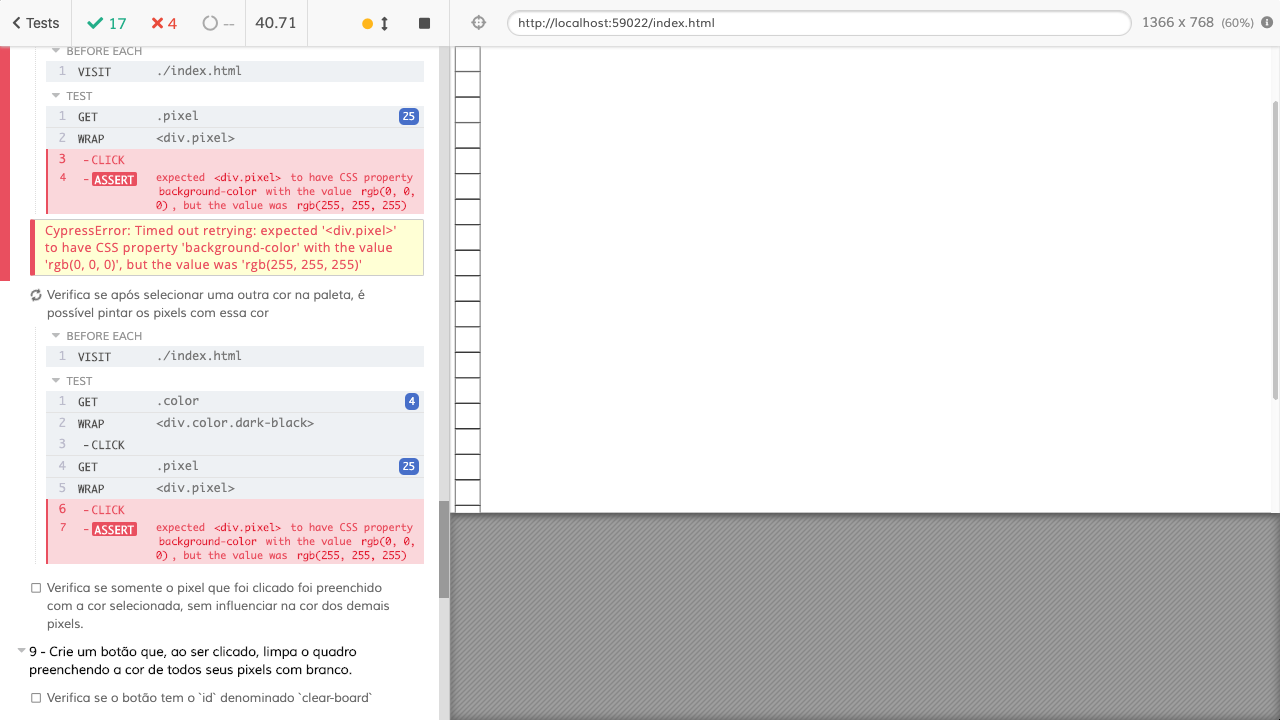 Tests 17 4 -- 40.71 http://localhost:59022/index.html 1366 x 768 (60%)
BEFORE EACH
1 VISIT ./index.html
TEST
1 GET .pixel 25
2 WRAP <div.pixel>
3 -CLICK
4 -ASSERT expected <div.pixel> to have CSS property
background-color with the value rgb(0, 0,
0), but the value was rgb(255, 255, 255)
CypressError: Timed out retrying: expected '<div.pixel>'
to have CSS property 'background-color' with the value
'rgb(0, 0, 0)', but the value was 'rgb(255, 255, 255)'
Verifica se após selecionar uma outra cor na paleta, é
possível pintar os pixels com essa cor
BEFORE EACH
1 VISIT ./index.html
TEST
1 GET .color 4
2 WRAP <div.color.dark-black>
3 -CLICK
4 GET .pixel 25
5 WRAP <div.pixel>
6 -CLICK
7 -ASSERT expected <div.pixel> to have CSS property
background-color with the value rgb(0, 0,
0), but the value was rgb(255, 255, 255)
Verifica se somente o pixel que foi clicado foi preenchido
com a cor selecionada, sem influenciar na cor dos demais
pixels.
9 - Crie um botão que, ao ser clicado, limpa o quadro
preenchendo a cor de todos seus pixels com branco.
Verifica se o botão tem o `id` denominado `clear-board`